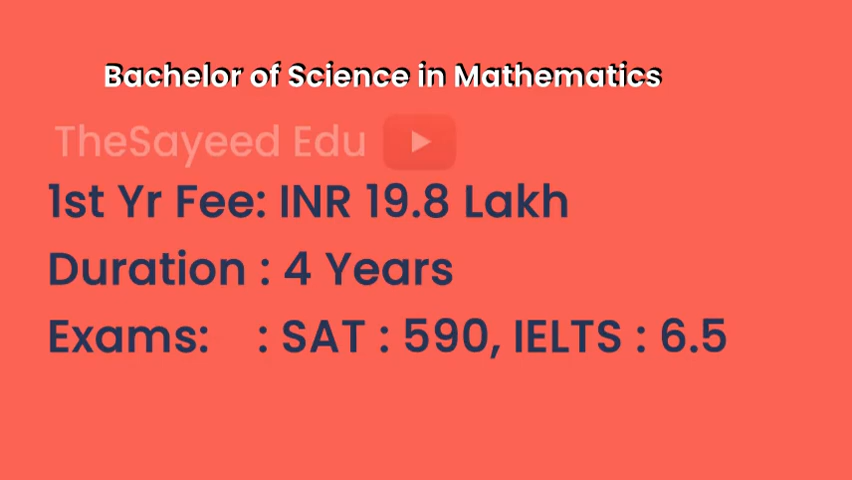 Bachelor of Science in Mathematics
TheSayeed Edu
1st Yr Fee: INR 19.8 Lakh
Duration : 4 Years
Exams: : SAT : 590, IELTS : 6.5